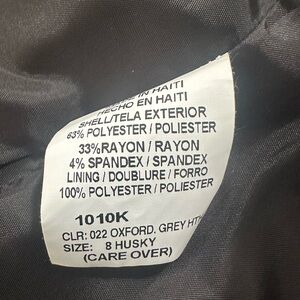 HECHO EN HAITI
SHELL/TELA EXTERIOR
63% POLYESTER / POLIESTER
33%RAYON / RAYON
4% SPANDEX / SPANDEX
LINING / DOUBLURE / FORRO
100% POLYESTER / POLIESTER
1010K
CLR: 022 OXFORD. GREY HTH
SIZE: 8 HUSKY
(CARE OVER)